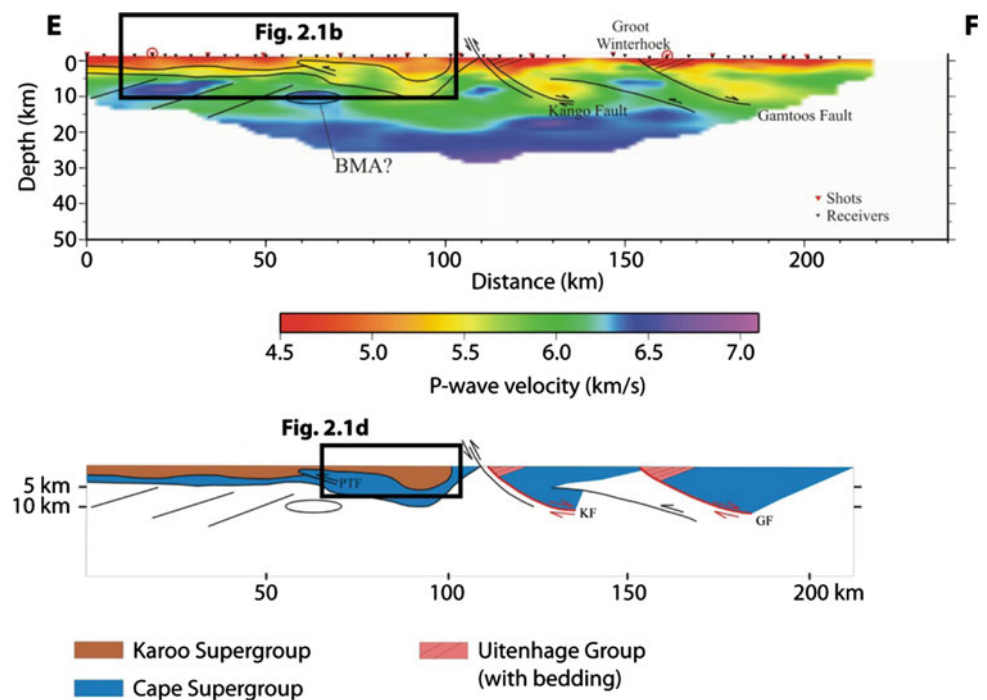 E
Fig. 2.1b
Groot
Winterhoek
F
0
10
20
30
40
50
Depth (km)
Kango Fault
Gamtoos Fault
BMA?
Shots
Receivers
0
50
100
150
200
Distance (km)
4.5
5.0
5.5
6.0
6.5
7.0
P-wave velocity (km/s)
Fig. 2.1d
5 km
10 km
PTF
KF
GF
50
100
150
200 km
Karoo Supergroup
Cape Supergroup
Uitenhage Group
(with bedding)